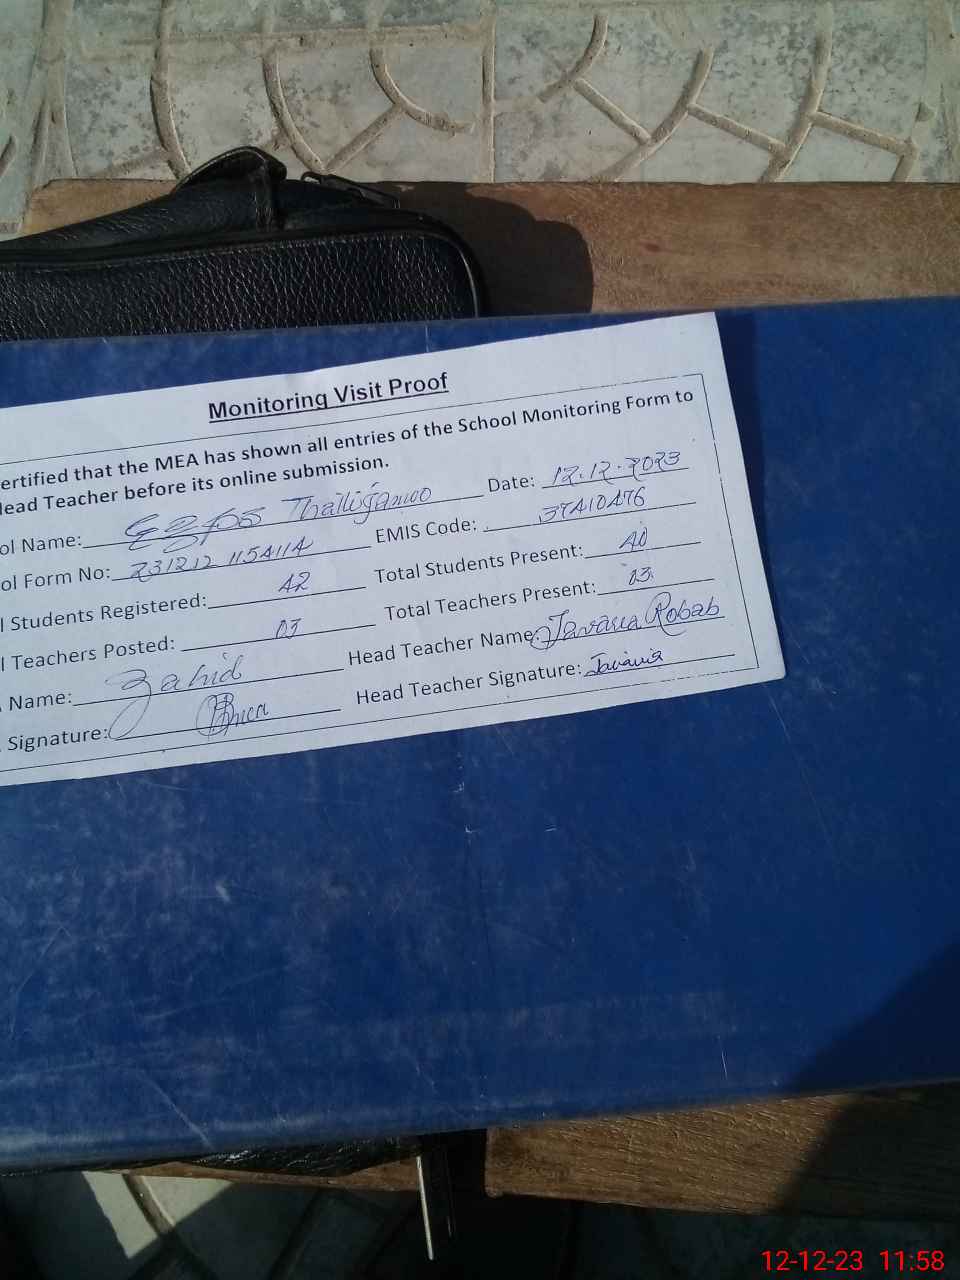 Monitoring Visit Proof
ertified that the MEA has shown all entries of the School Monitoring Form to
lead Teacher before its online submission.
ol Name: Date: 12.12.2023
ol Form No: 231212 115A114 EMIS Code: 37410476
l Students Registered: 42 Total Students Present: 40
l Teachers Posted: 03 Total Teachers Present: 03
Name: Zahid Head Teacher Name: Javaria Robab
Signature: Head Teacher Signature: Javaria
12-12-23 11:58